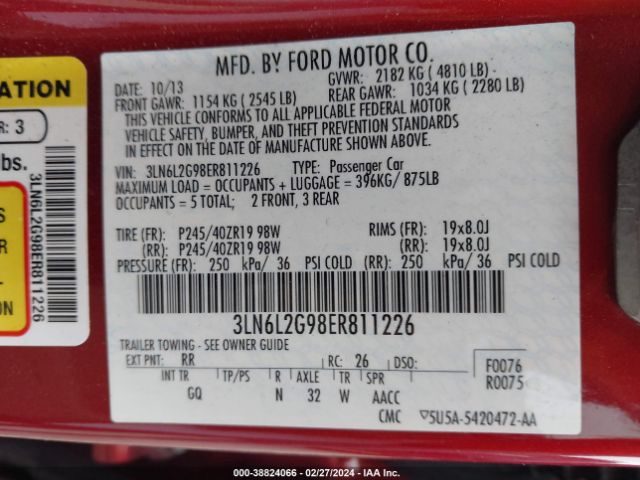 MFD. BY FORD MOTOR CO.
DATE: 10/13
GVWR: 2182 KG ( 4810 LB)
FRONT GAWR: 1154 KG ( 2545 LB)
REAR GAWR: 1034 KG ( 2280 LB)
THIS VEHICLE CONFORMS TO ALL APPLICABLE FEDERAL MOTOR
VEHICLE SAFETY, BUMPER, AND THEFT PREVENTION STANDARDS
IN EFFECT ON THE DATE OF MANUFACTURE SHOWN ABOVE.
VIN: 3LN6L2G98ER811226 TYPE: Passenger Car
MAXIMUM LOAD = OCCUPANTS + LUGGAGE = 396KG/ 875LB
OCCUPANTS = 5 TOTAL; 2 FRONT, 3 REAR
TIRE (FR): P245/40ZR19 98W RIMS (FR): 19x8.0J
(RR): P245/40ZR19 98W (RR): 19x8.0J
PRESSURE (FR): 250 kPa/ 36 PSI COLD (RR): 250 kPa/ 36 PSI COLD
3LN6L2G98ER811226
TRAILER TOWING - SEE OWNER GUIDE
EXT PNT: RR RC: 26 DSO:
F0076
R0075
INT TR TP/PS R AXLE TR SPR
GQ N 32 W AACC
CMC 5U5A-5420472-AA
ATION
R: 3
bs.
S
R
ON
3LN6L2G98ER811226
000-38824066 - 02/27/2024 - IAA Inc.